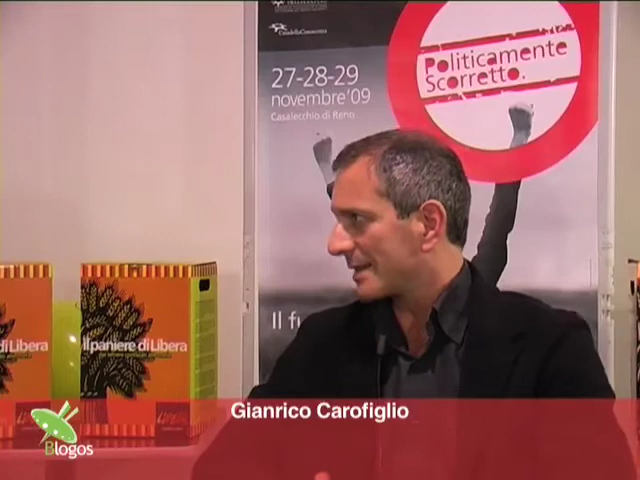 CasadellaConoscenza
27-28-29
novembre'09
Casalecchio di Reno
Politicamente
Scorretto.
Il
di Libera
il paniere di Libera
Gianrico Carofiglio
Blogos